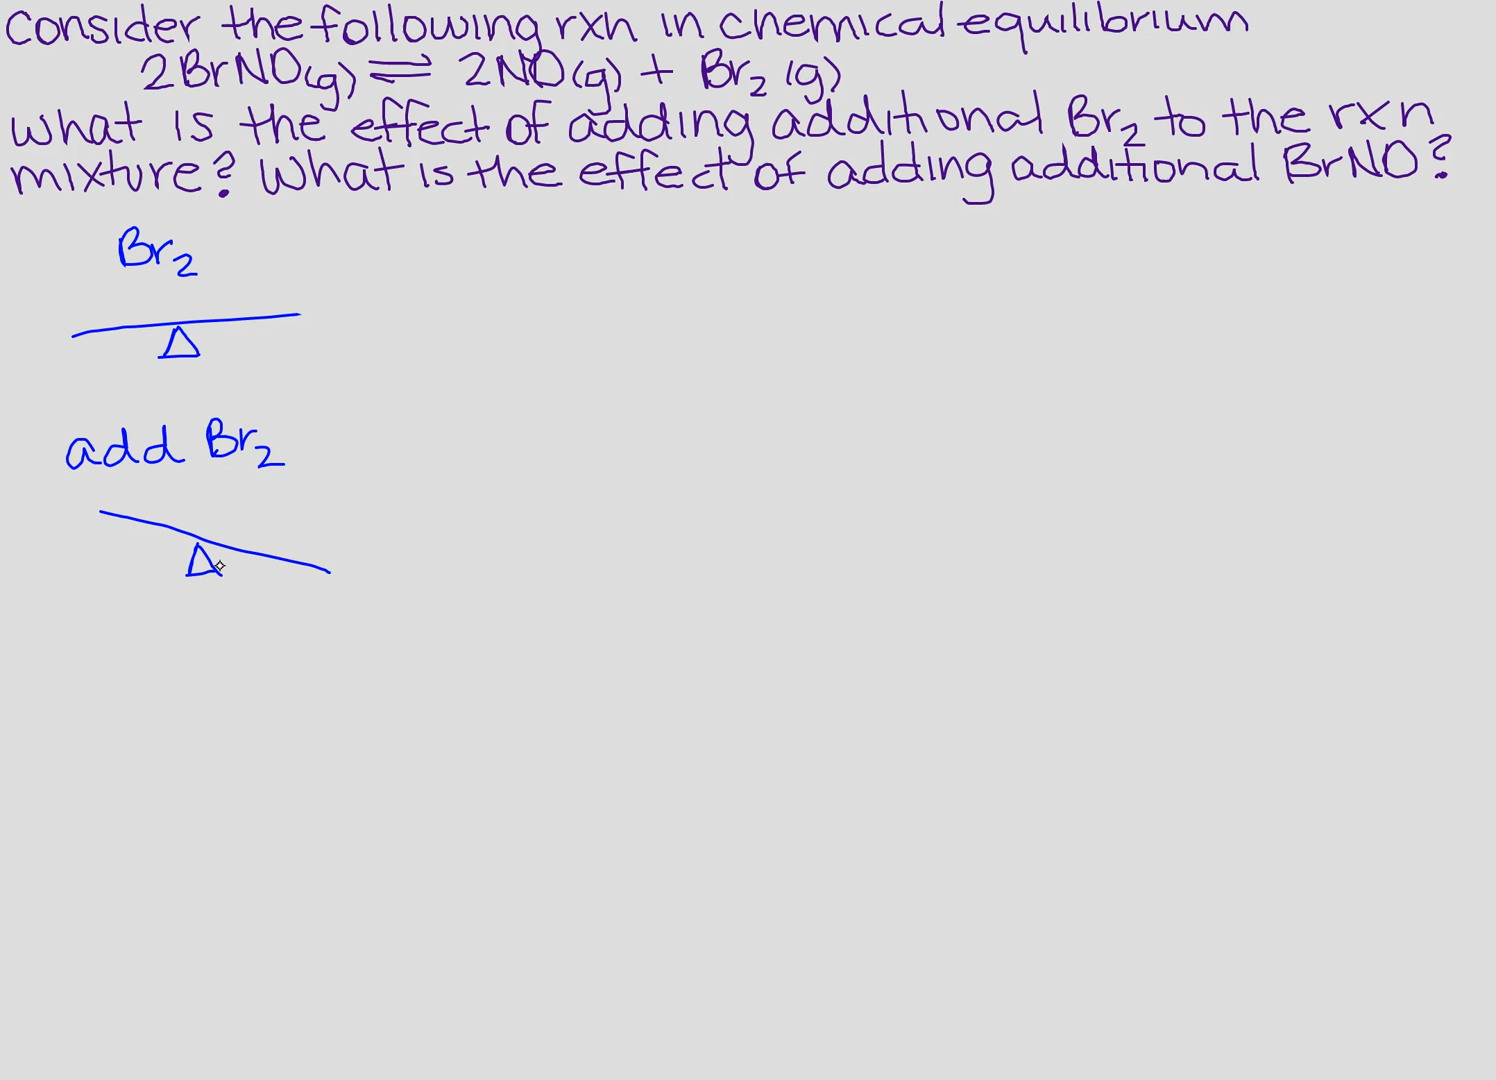 Consider the following rxn in chemical equilibrium
2BrNO(g) ⇌ 2NO(g) + Br₂ (g)
What is the effect of adding additional Br₂ to the rxn
mixture? What is the effect of adding additional BrNO?
Br₂
add Br₂